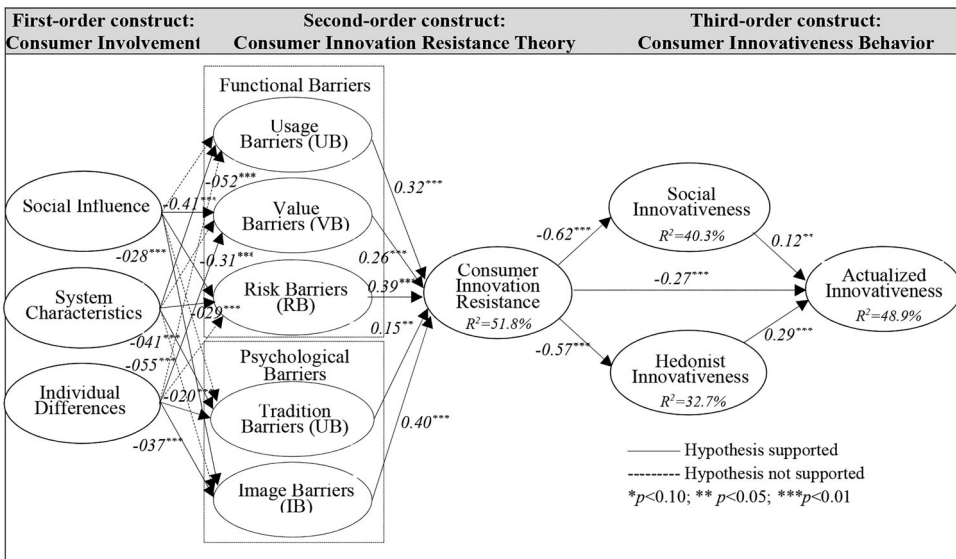 First-order construct:
Consumer Involvement
Second-order construct:
Consumer Innovation Resistance Theory
Third-order construct:
Consumer Innovativeness Behavior
Functional Barriers
Usage
Barriers (UB)
Value
Barriers (VB)
Risk Barriers
(RB)
Psychological
Barriers
Tradition
Barriers (UB)
Image Barriers
(IB)
Social Influence
System
Characteristics
Individual
Differences
-052***
-0.41***
-028***
-0.31***
-029***
-041***
-055***
-020***
-037***
0.32***
0.26***
0.39***
0.15**
0.40***
Consumer
Innovation
Resistance
R²=51.8%
-0.62***
-0.27***
-0.57***
Social
Innovativeness
R²=40.3%
Hedonist
Innovativeness
R²=32.7%
0.12**
0.29***
Actualized
Innovativeness
R²=48.9%
Hypothesis supported
Hypothesis not supported
*p<0.10; ** p<0.05; ***p<0.01